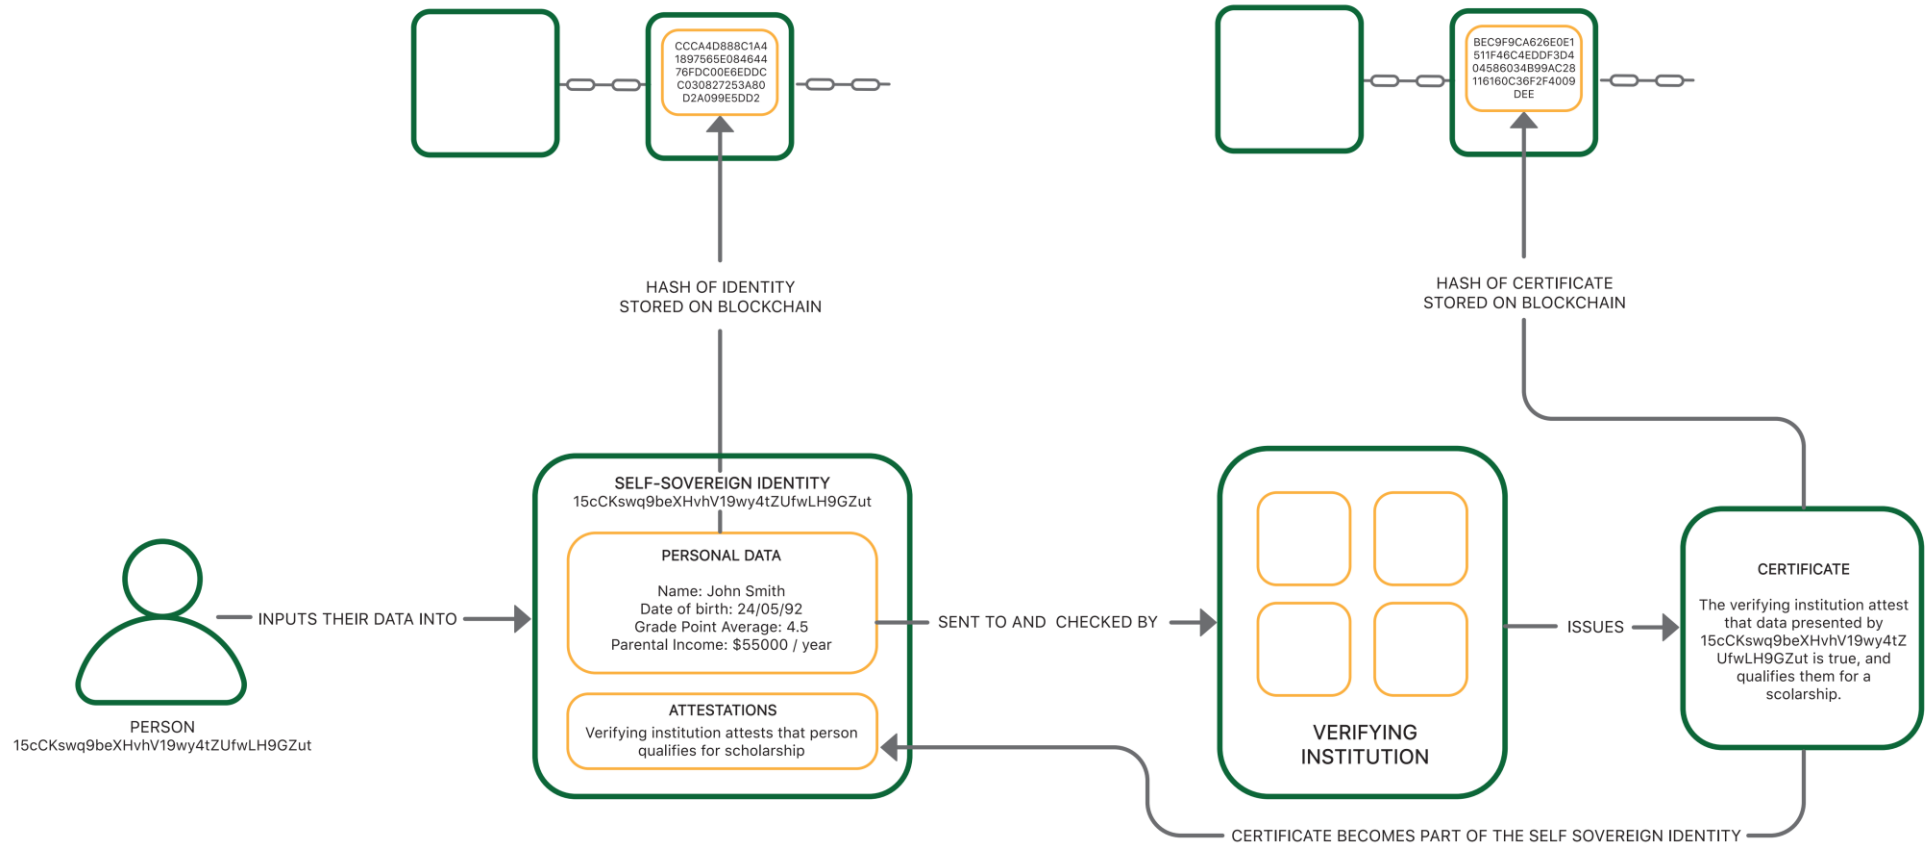 CCCA4D888C1A4
1897565E084644
76FDC00E6EDDC
C030827253A80
D2A099E5DD2
BEC9F9CA626E0E1
511F46C4EDDF3D4
04586034B99AC28
116160C36F2F4009
DEE
HASH OF IDENTITY
STORED ON BLOCKCHAIN
HASH OF CERTIFICATE
STORED ON BLOCKCHAIN
PERSON
15cCKswq9beXHvhV19wy4tZUfwLH9GZut
INPUTS THEIR DATA INTO
SELF-SOVEREIGN IDENTITY
15cCKswq9beXHvhV19wy4tZUfwLH9GZut
PERSONAL DATA
Name: John Smith
Date of birth: 24/05/92
Grade Point Average: 4.5
Parental Income: $55000 / year
ATTESTATIONS
Verifying institution attests that person
qualifies for scholarship
SENT TO AND CHECKED BY
VERIFYING
INSTITUTION
ISSUES
CERTIFICATE
The verifying institution attest
that data presented by
15cCKswq9beXHvhV19wy4tZ
UfwLH9GZut is true, and
qualifies them for a
scolarship.
CERTIFICATE BECOMES PART OF THE SELF SOVEREIGN IDENTITY